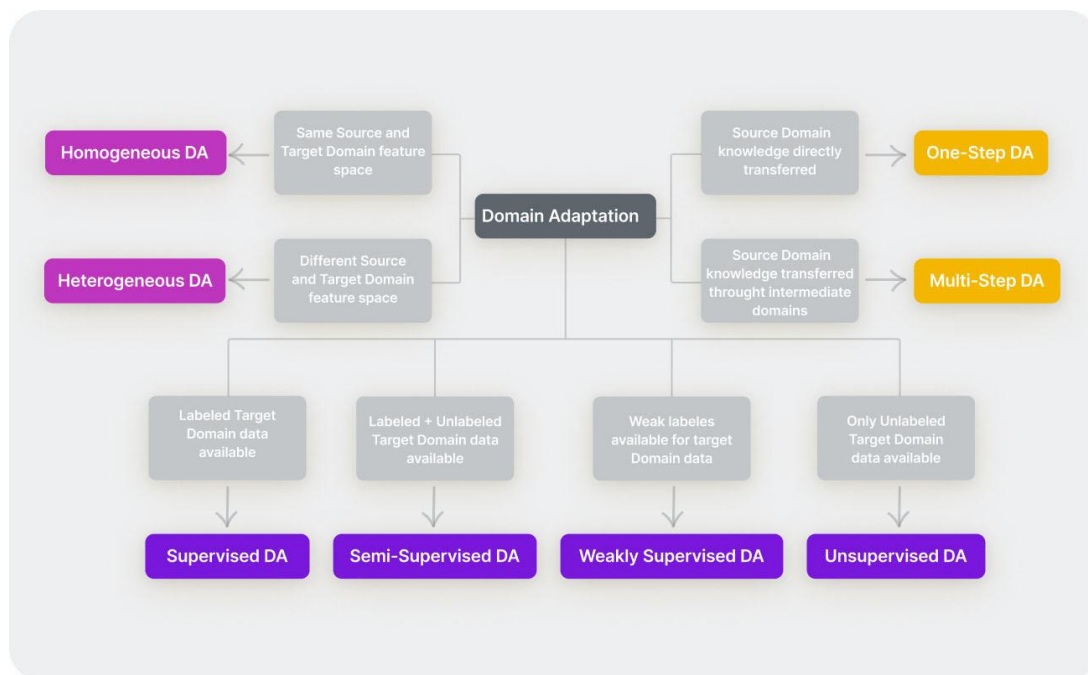 Homogeneous DA
Same Source and
Target Domain feature
space
Source Domain
knowledge directly
transferred
One-Step DA
Domain Adaptation
Heterogeneous DA
Different Source
and Target Domain
feature space
Source Domain
knowledge transferred
throught intermediate
domains
Multi-Step DA
Labeled Target
Domain data
available
Labeled + Unlabeled
Target Domain data
available
Weak labeles
available for target
Domain data
Only Unlabeled
Target Domain
data available
Supervised DA
Semi-Supervised DA
Weakly Supervised DA
Unsupervised DA